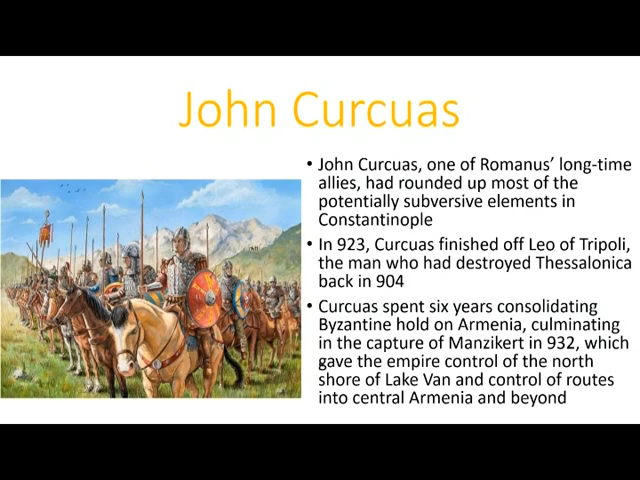 John Curcuas
• John Curcuas, one of Romanus' long-time
allies, had rounded up most of the
potentially subversive elements in
Constantinople
• In 923, Curcuas finished off Leo of Tripoli,
the man who had destroyed Thessalonica
back in 904
• Curcuas spent six years consolidating
Byzantine hold on Armenia, culminating
in the capture of Manzikert in 932, which
gave the empire control of the north
shore of Lake Van and control of routes
into central Armenia and beyond